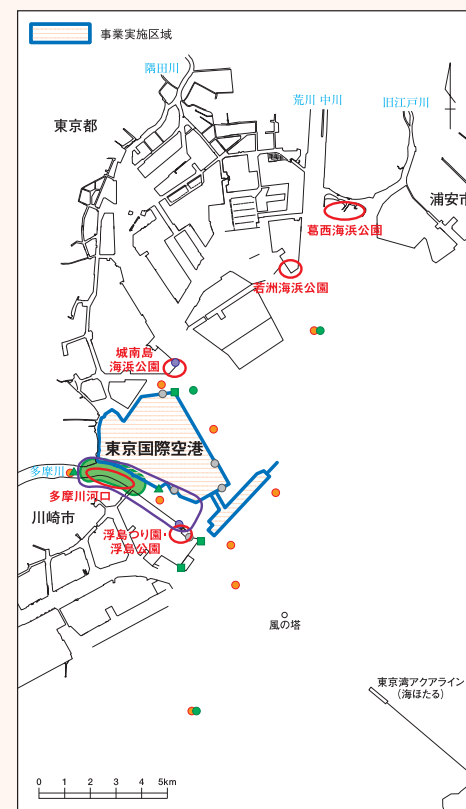 事業実施区域
隅田川
荒川 中川
旧江戸川
東京都
浦安市
葛西海浜公園
若洲海浜公園
城南島
海浜公園
東京国際空港
多摩川
多摩川河口
川崎市
浮島つり園・
浮島公園
風の塔
東京湾アクアライン
(海ほたる)
0 1 2 3 4 5km